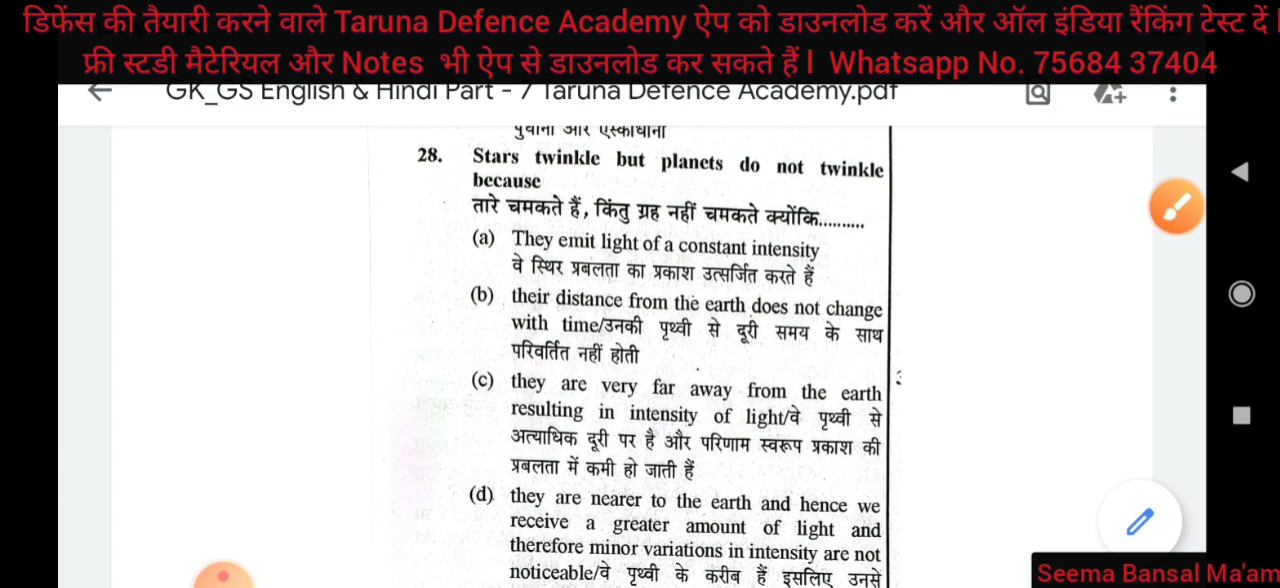 डिफेंस की तैयारी करने वाले Taruna Defence Academy ऐप को डाउनलोड करें और ऑल इंडिया रैंकिंग टेस्ट दें।
फ्री स्टडी मैटेरियल और Notes भी ऐप से डाउनलोड कर सकते हैं। Whatsapp No. 75684 37404
GK_GS English & Hindi Part - 7 Taruna Defence Academy.pdf
28. Stars twinkle but planets do not twinkle
because
तारे चमकते हैं, किंतु ग्रह नहीं चमकते क्योंकि..........
(a) They emit light of a constant intensity
वे स्थिर प्रबलता का प्रकाश उत्सर्जित करते हैं
(b) their distance from the earth does not change
with time/उनकी पृथ्वी से दूरी समय के साथ
परिवर्तित नहीं होती
(c) they are very far away from the earth
resulting in intensity of light/वे पृथ्वी से
अत्याधिक दूरी पर है और परिणाम स्वरूप प्रकाश की
प्रबलता में कमी हो जाती हैं
(d) they are nearer to the earth and hence we
receive a greater amount of light and
therefore minor variations in intensity are not
noticeable/वे पृथ्वी के करीब हैं इसलिए उनसे
Seema Bansal Ma'am